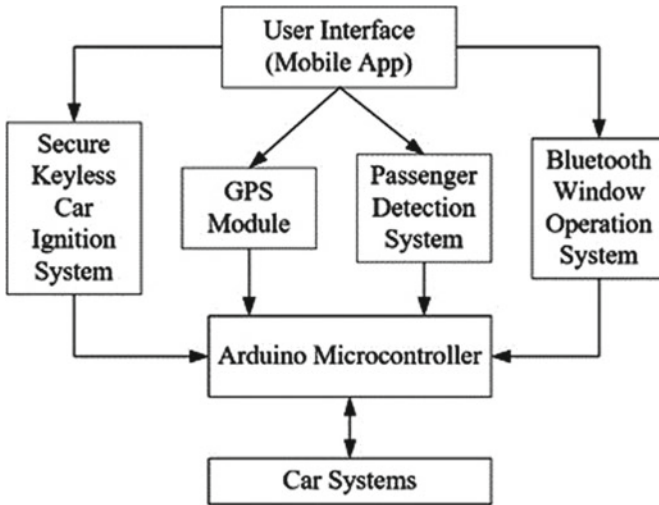 User Interface
(Mobile App)
Secure
Keyless
Car
Ignition
System
GPS
Module
Passenger
Detection
System
Bluetooth
Window
Operation
System
Arduino Microcontroller
Car Systems